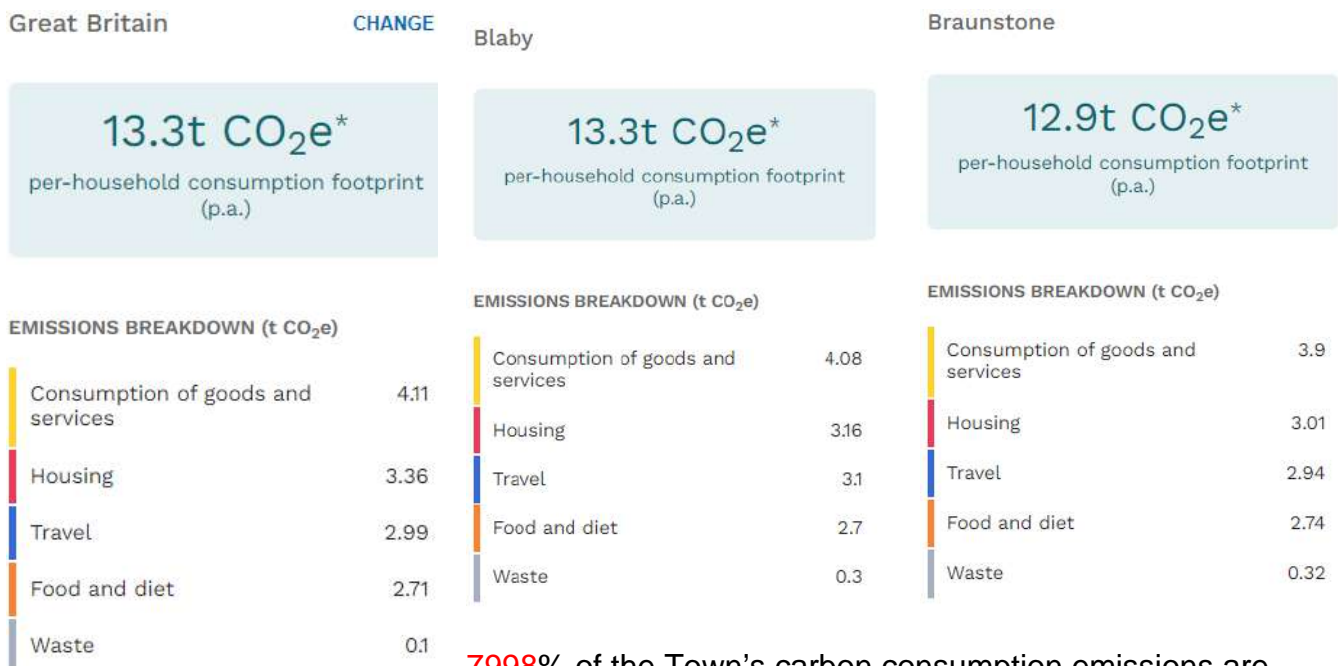 Great Britain CHANGE
13.3t CO₂e*
per-household consumption footprint
(p.a.)
EMISSIONS BREAKDOWN (t CO₂e)
Consumption of goods and 4.11
services
Housing 3.36
Travel 2.99
Food and diet 2.71
Waste 0.1
Blaby
13.3t CO₂e*
per-household consumption footprint
(p.a.)
EMISSIONS BREAKDOWN (t CO₂e)
Consumption of goods and 4.08
services
Housing 3.16
Travel 3.1
Food and diet 2.7
Waste 0.3
Braunstone
12.9t CO₂e*
per-household consumption footprint
(p.a.)
EMISSIONS BREAKDOWN (t CO₂e)
Consumption of goods and 3.9
services
Housing 3.01
Travel 2.94
Food and diet 2.74
Waste 0.32
7998% of the Town's carbon consumption emissions are